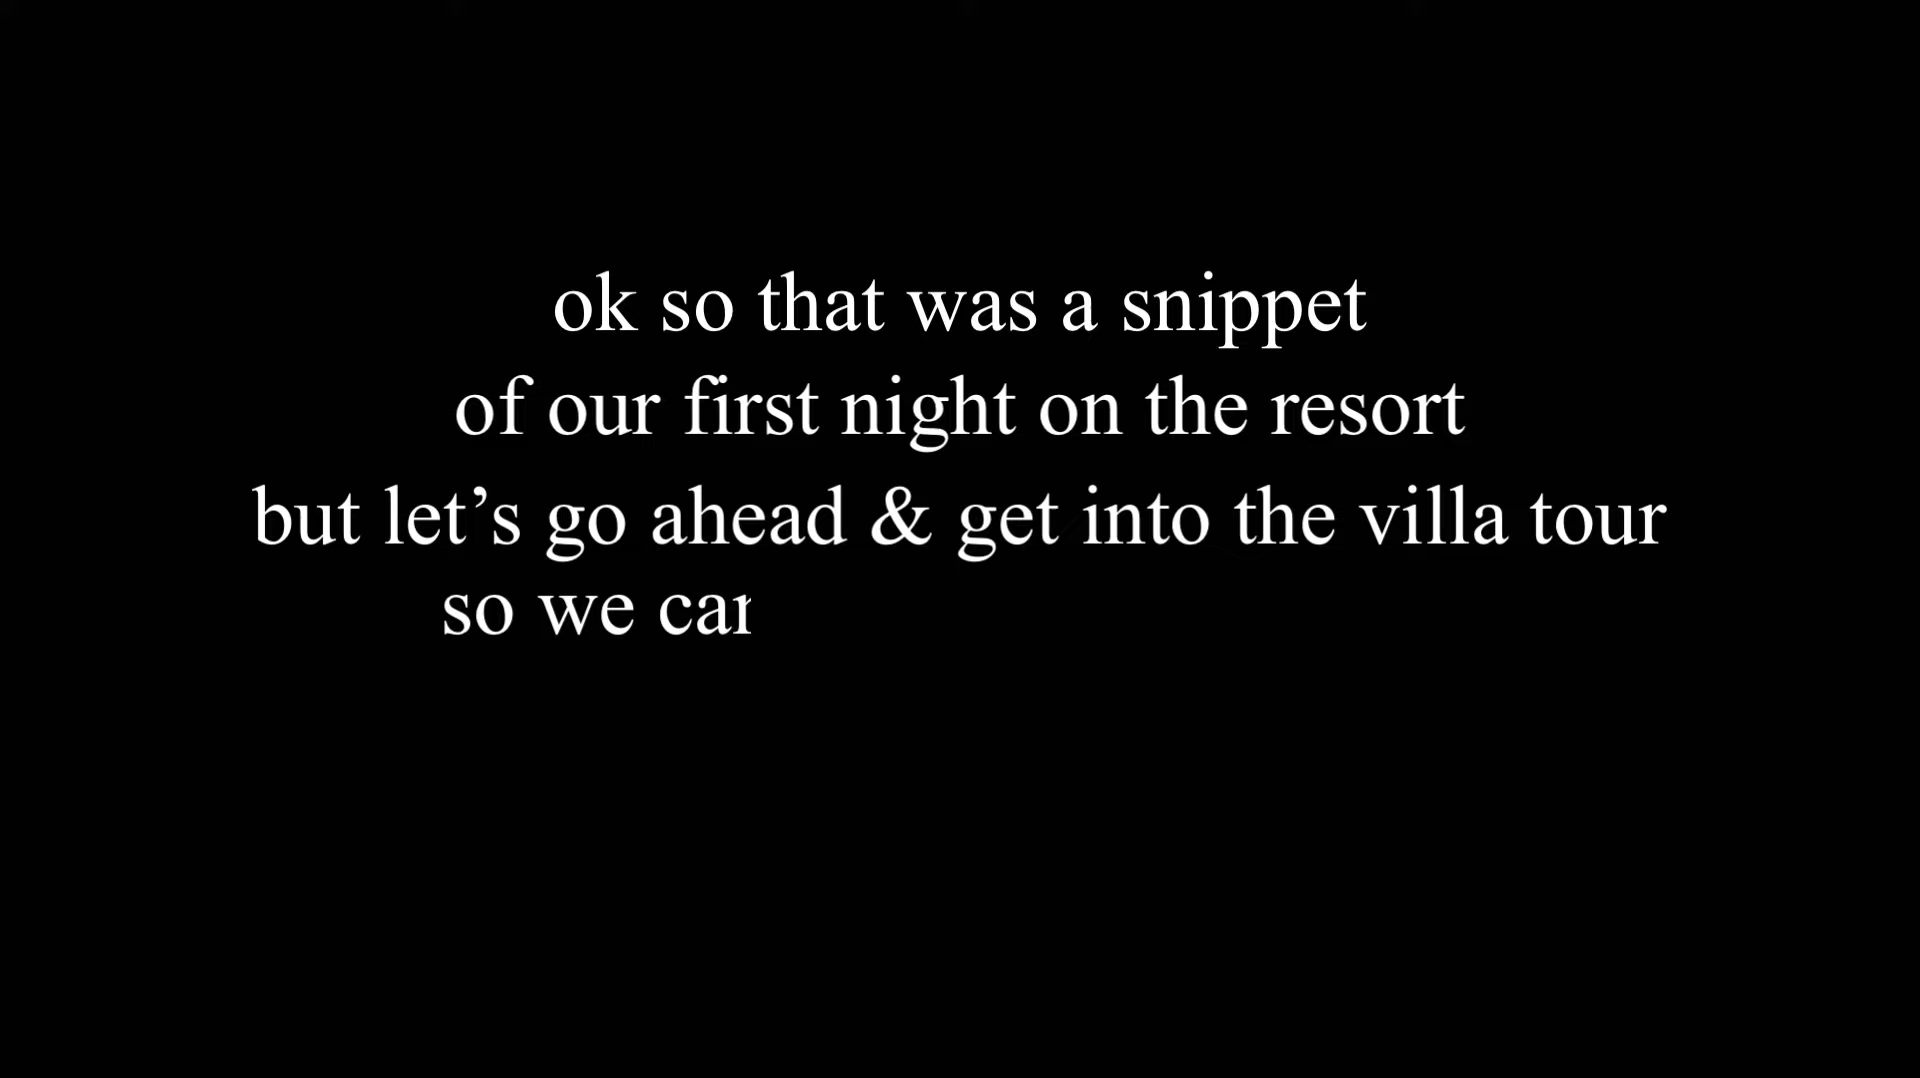 ok so that was a snippet
of our first night on the resort
but let’s go ahead & get into the villa tour
so we